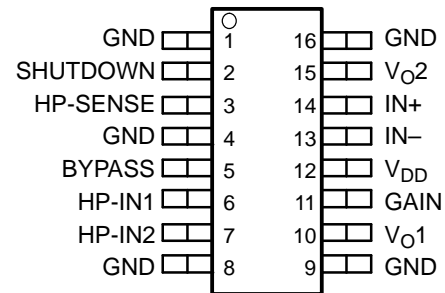 GND 1 16 GND
SHUTDOWN 2 15 VO2
HP-SENSE 3 14 IN+
GND 4 13 IN–
BYPASS 5 12 VDD
HP-IN1 6 11 GAIN
HP-IN2 7 10 VO1
GND 8 9 GND